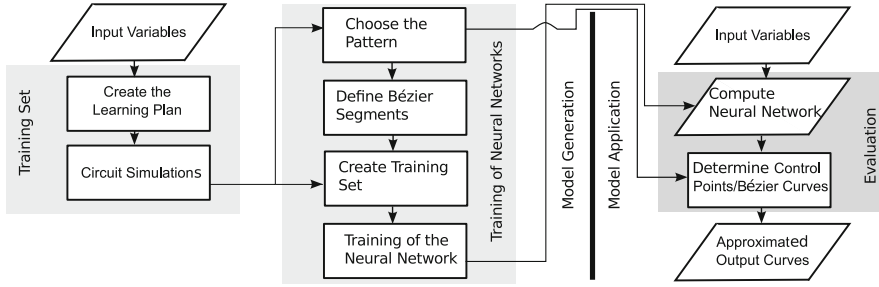 Input Variables
Training Set
Create the
Learning Plan
Circuit Simulations
Choose the
Pattern
Define Bézier
Segments
Create Training
Set
Training of the
Neural Network
Training of Neural Networks
Model Generation
Model Application
Input Variables
Compute
Neural Network
Determine Control
Points/Bézier Curves
Approximated
Output Curves
Evaluation